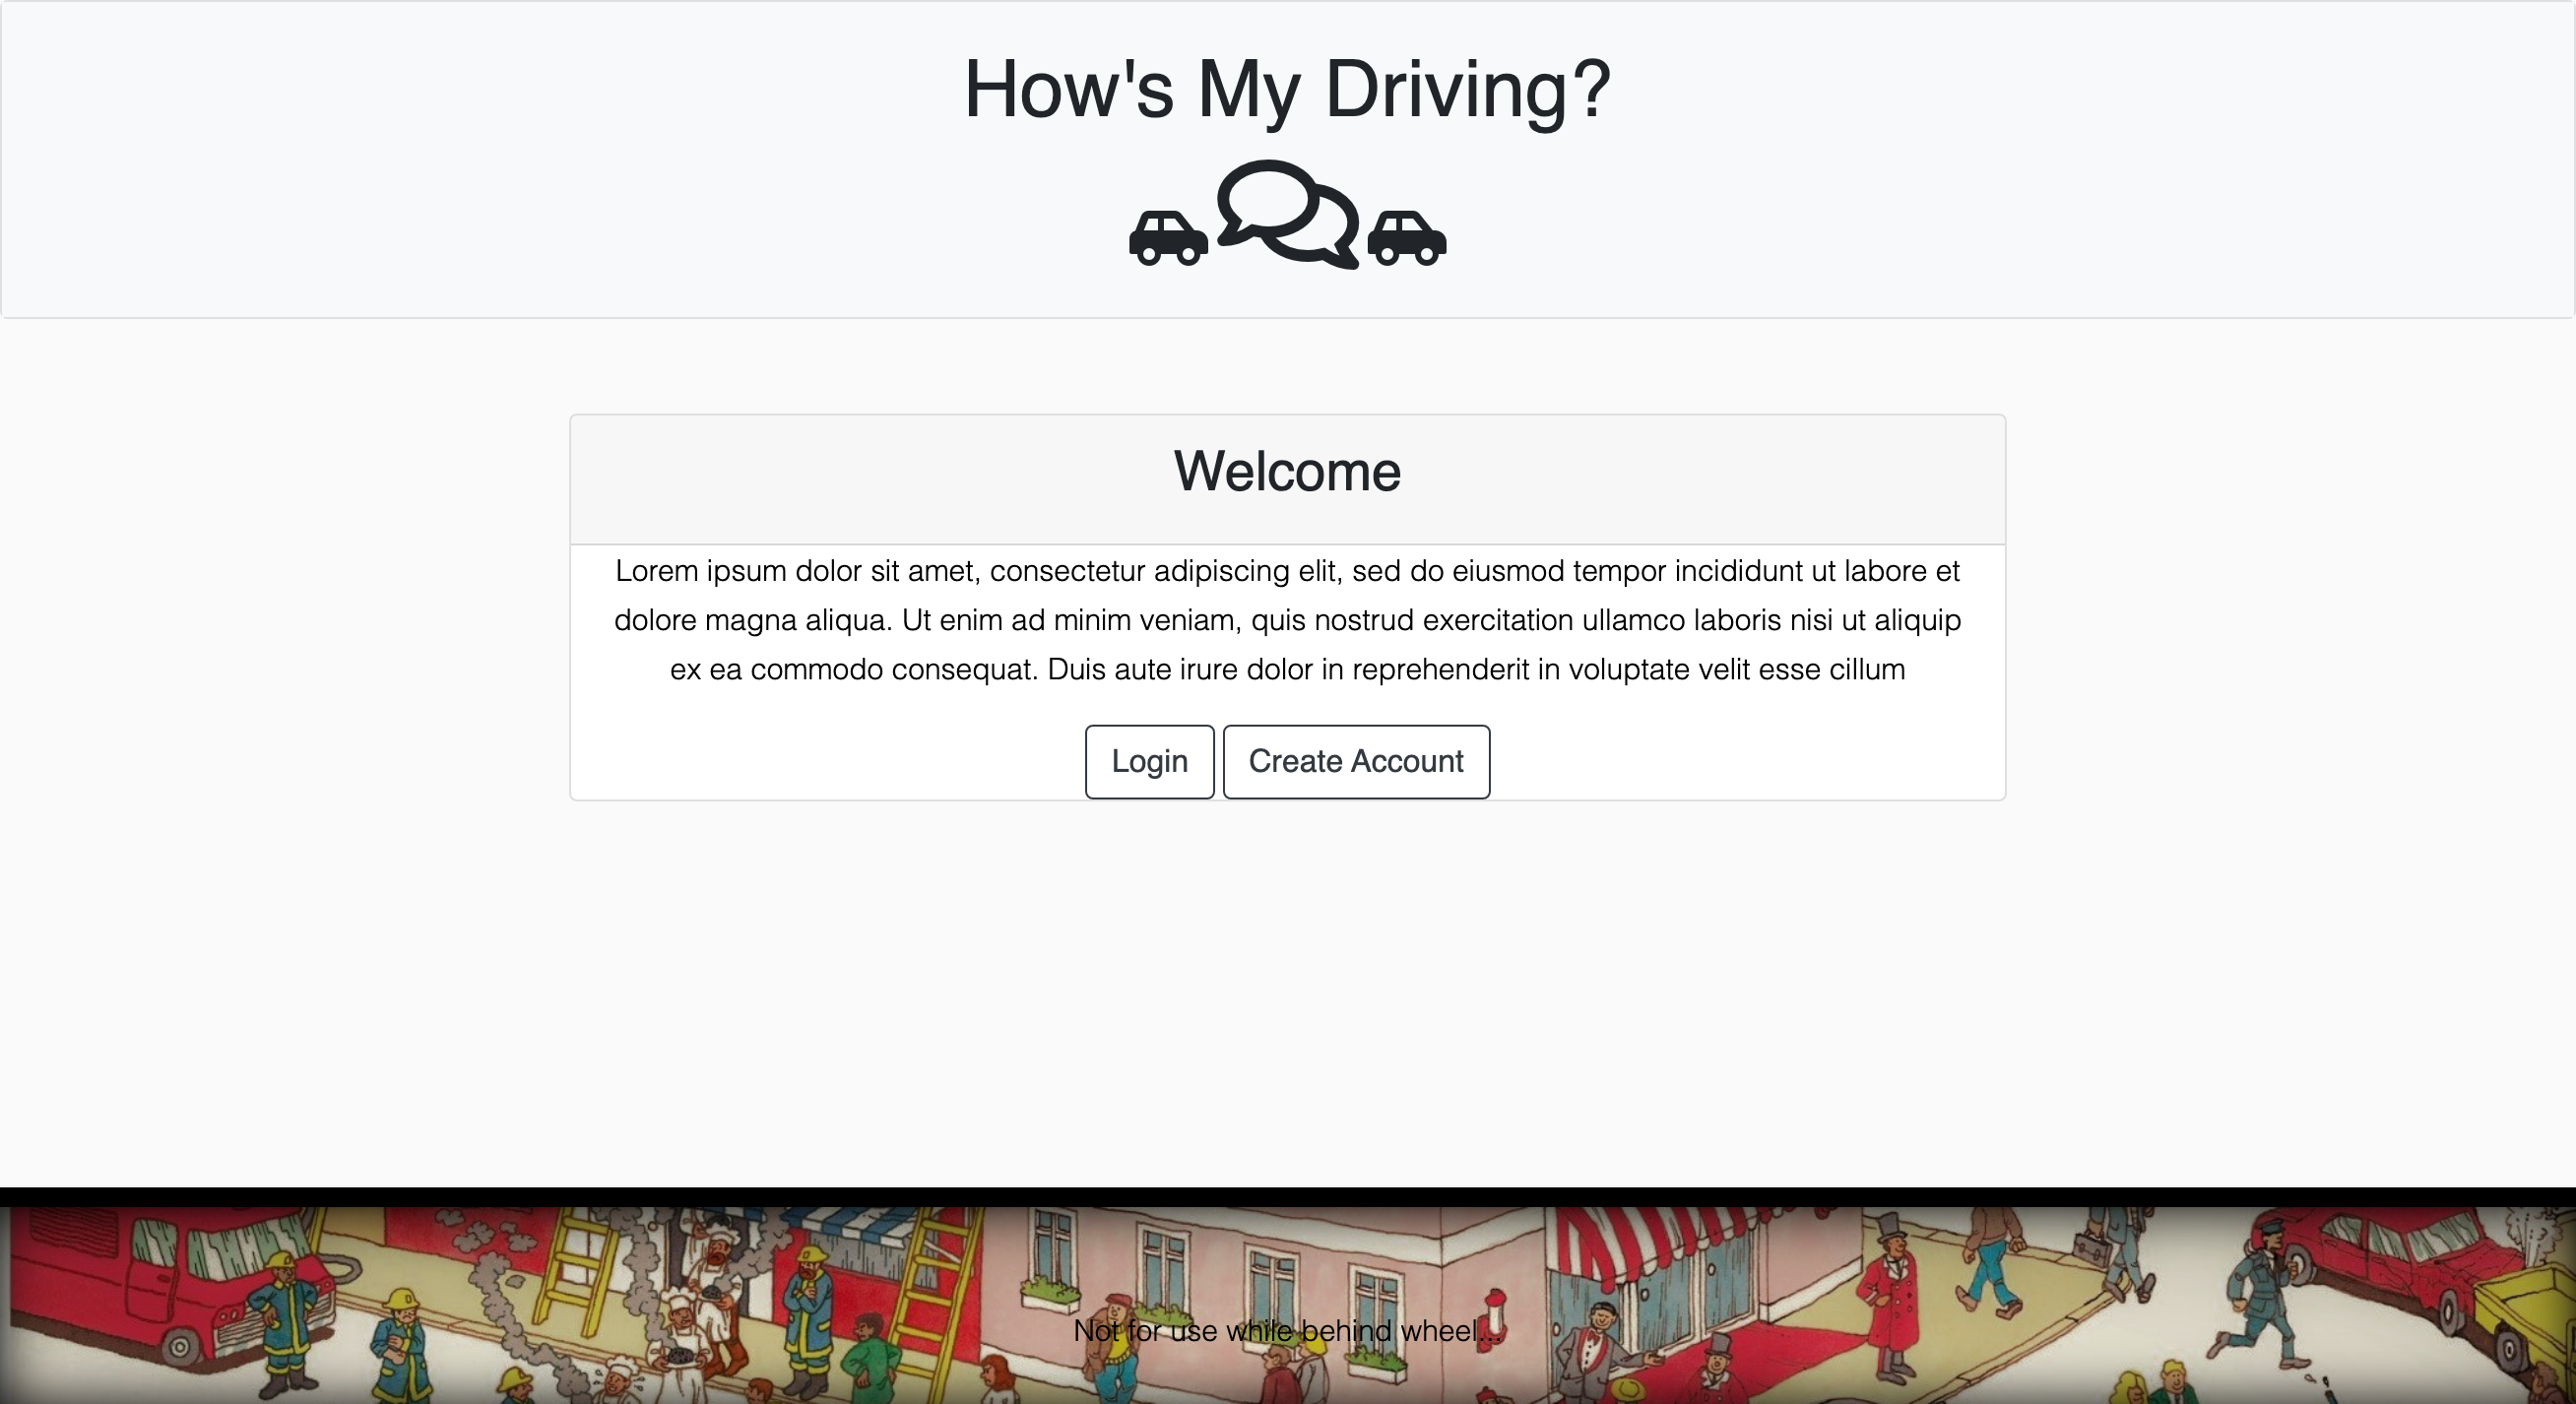 How's My Driving?
Welcome
Lorem ipsum dolor sit amet, consectetur adipiscing elit, sed do eiusmod tempor incididunt ut labore et
dolore magna aliqua. Ut enim ad minim veniam, quis nostrud exercitation ullamco laboris nisi ut aliquip
ex ea commodo consequat. Duis aute irure dolor in reprehenderit in voluptate velit esse cillum
Login Create Account
Not for use while behind wheel...